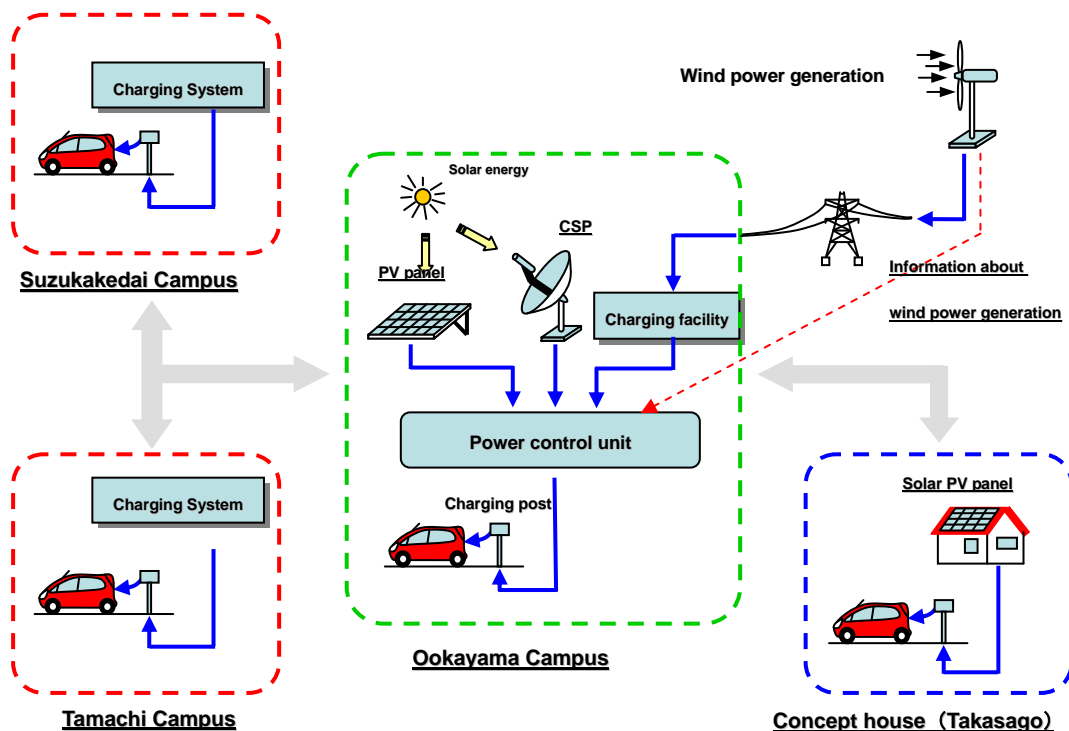 Charging System
Suzukakedai Campus
Wind power generation
Solar energy
CSP
PV panel
Charging facility
Information about
wind power generation
Power control unit
Charging post
Ookayama Campus
Charging System
Tamachi Campus
Solar PV panel
Concept house（Takasago）